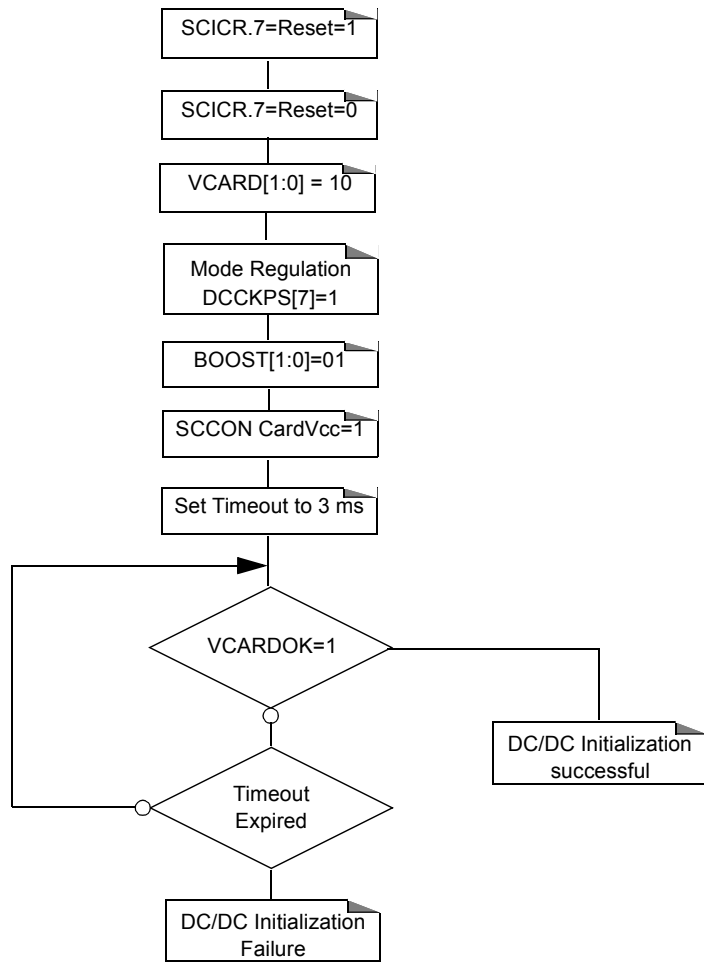 SCICR.7=Reset=1
SCICR.7=Reset=0
VCARD[1:0] = 10
Mode Regulation
DCCKPS[7]=1
BOOST[1:0]=01
SCCON CardVcc=1
Set Timeout to 3 ms
VCARDOK=1
DC/DC Initialization
successful
Timeout
Expired
DC/DC Initialization
Failure